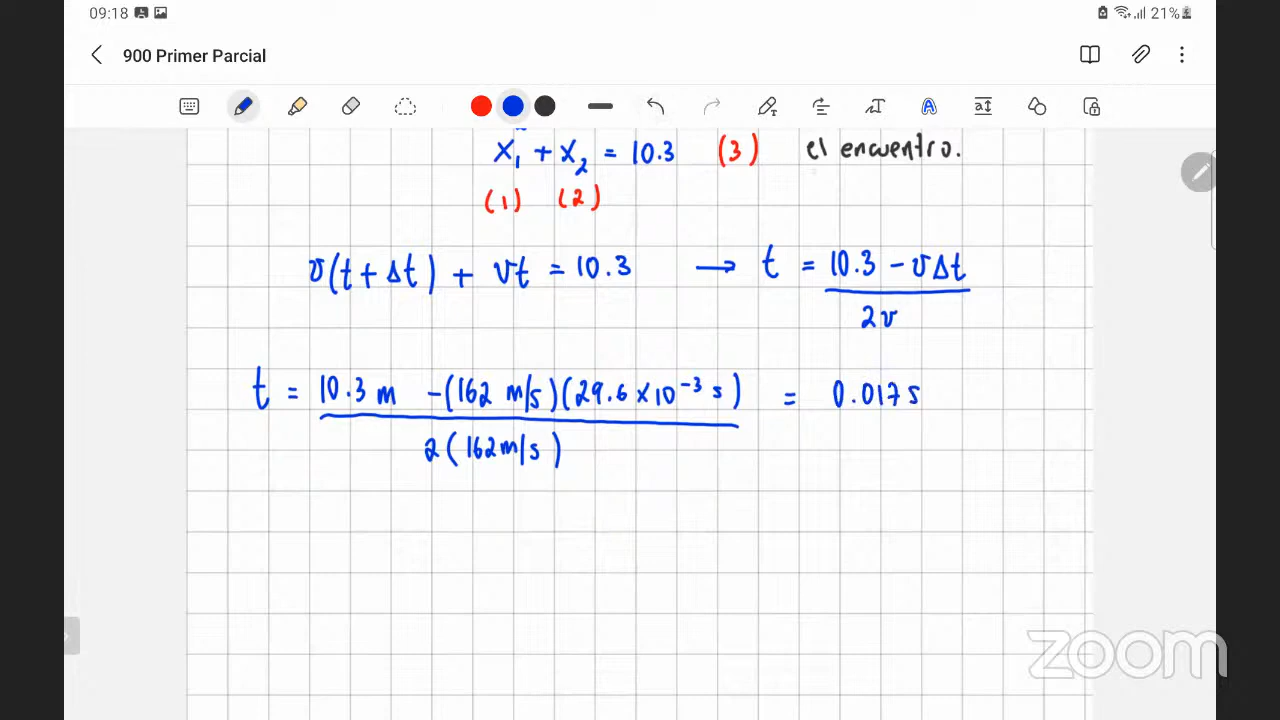 09:18 21%
900 Primer Parcial
x₁ + x₂ = 10.3 (3) el encuentro.
(1) (2)
v(t + Δt) + vt = 10.3 → t = 10.3 - vΔt
2v
t = 10.3 m - (162 m/s)(29.6 × 10⁻³ s) = 0.017 s
2(162 m/s)
zoom